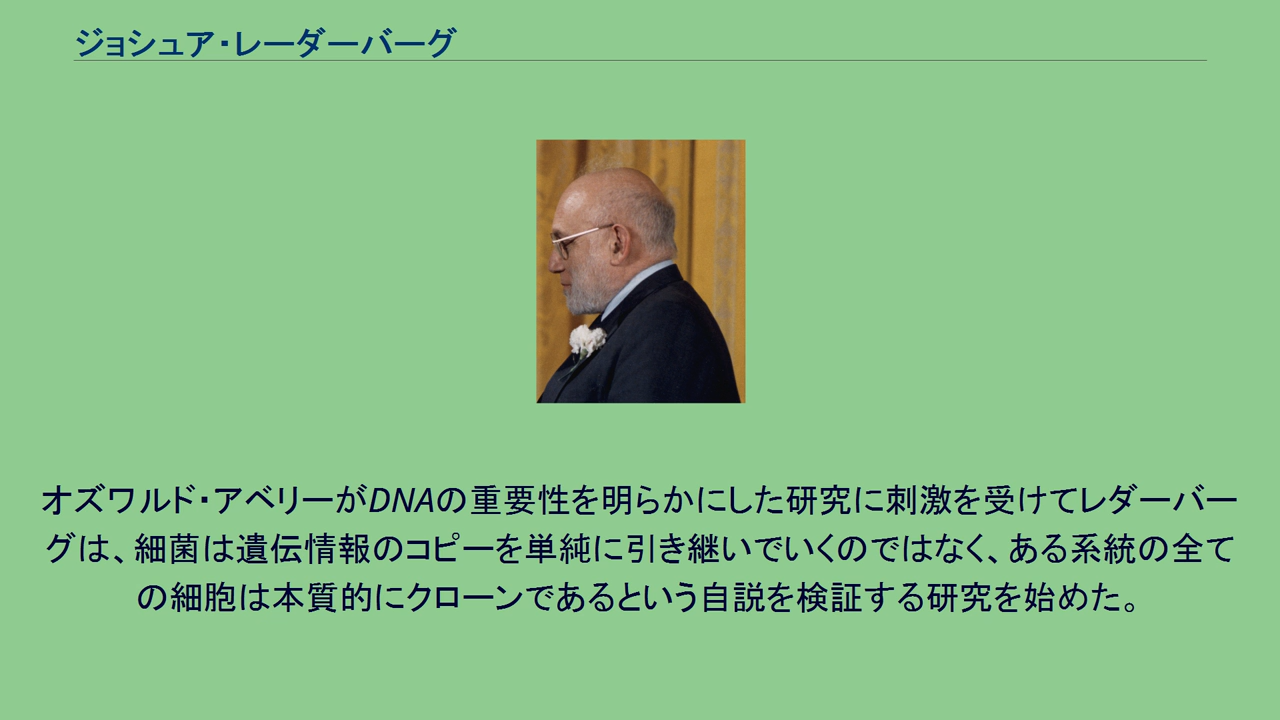 ジョシュア・レーダーバーグ
オズワルド・アベリーがDNAの重要性を明らかにした研究に刺激を受けてレダーバー
グは、細菌は遺伝情報のコピーを単純に引き継いでいくのではなく、ある系統の全て
の細胞は本質的にクローンであるという自説を検証する研究を始めた。